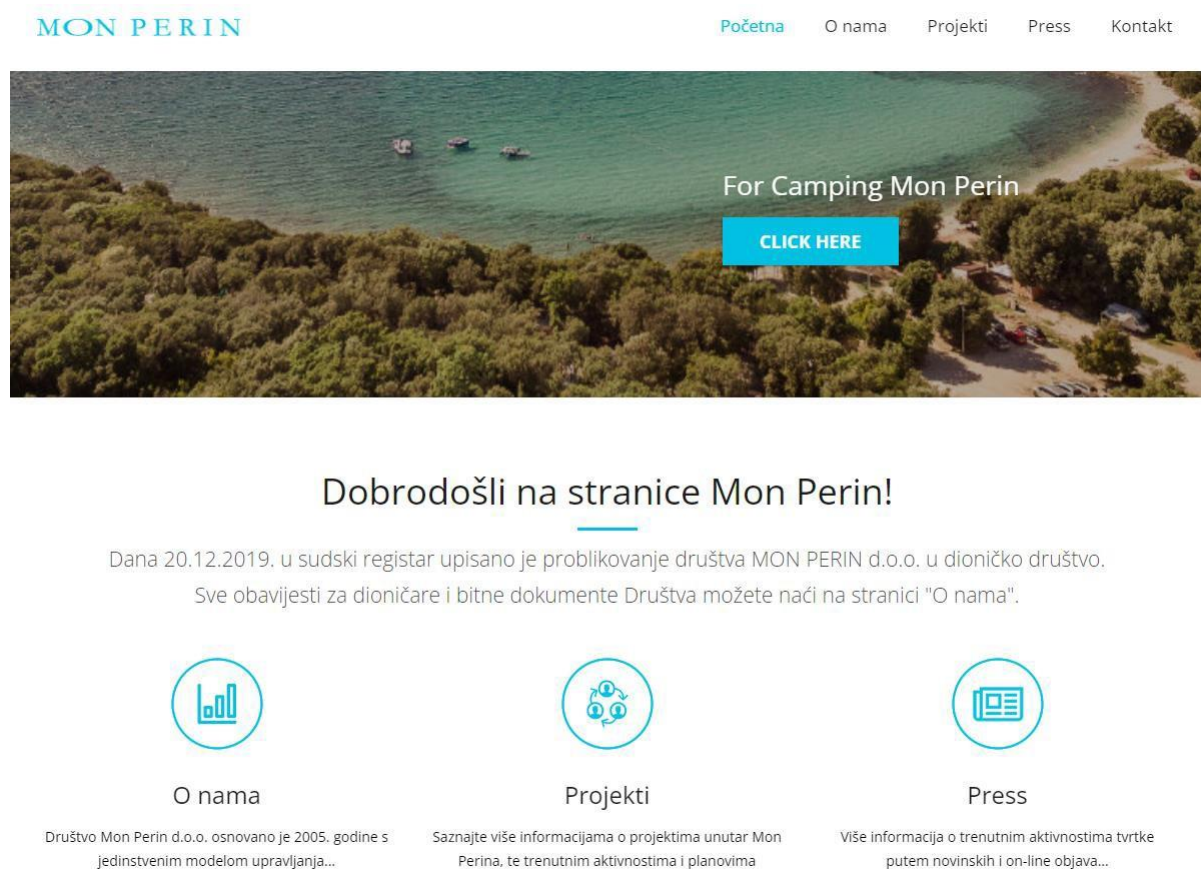 MON PERIN
Početna O nama Projekti Press Kontakt
For Camping Mon Perin
CLICK HERE
Dobrodošli na stranice Mon Perin!
Dana 20.12.2019. u sudski registar upisano je problikovanje društva MON PERIN d.o.o. u dioničko društvo.
Sve obavijesti za dioničare i bitne dokumente Društva možete naći na stranici "O nama".
O nama
Društvo Mon Perin d.o.o. osnovano je 2005. godine s
jedinstvenim modelom upravljanja...
Projekti
Saznajte više informacijama o projektima unutar Mon
Perina, te trenutnim aktivnostima i planovima
Press
Više informacija o trenutnim aktivnostima tvrtke
putem novinskih i on-line objava...